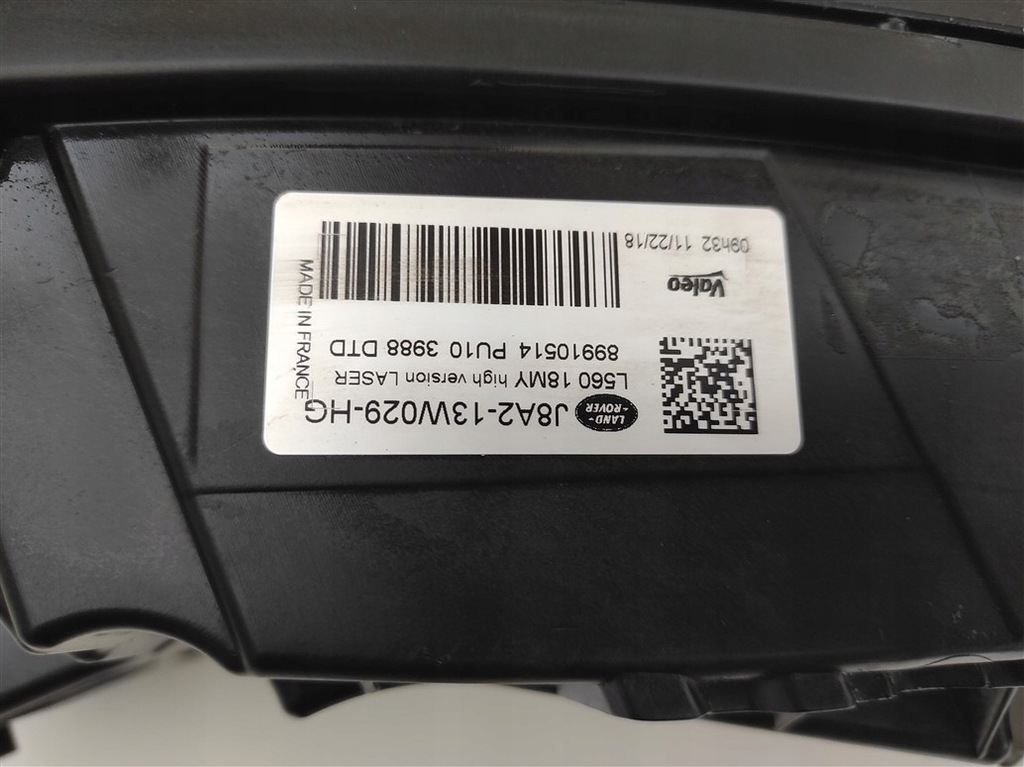 LAND-
-ROVER
J8A2-13W029-HG
L560 18MY high version LASER
89910514 PU10 3988 DTD
MADE IN FRANCE
Valeo
09h32 11/22/18